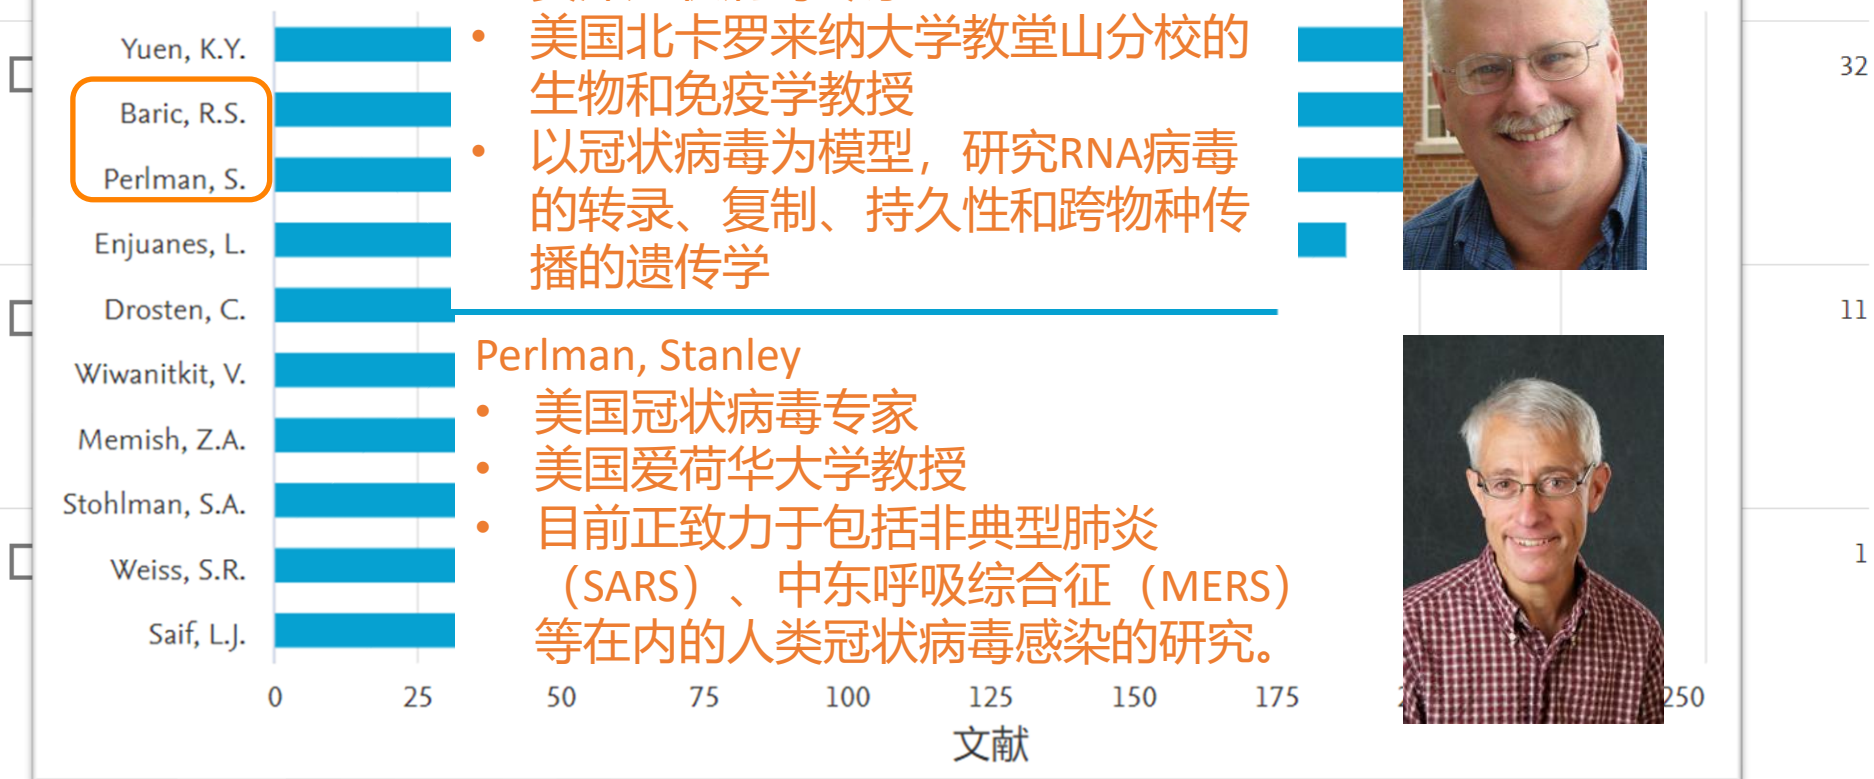 Yuen, K.Y.
Baric, R.S.
Perlman, S.
Enjuanes, L.
Drosten, C.
Wiwanitkit, V.
Memish, Z.A.
Stohlman, S.A.
Weiss, S.R.
Saif, L.J.
• 美国北卡罗来纳大学教堂山分校的
生物和免疫学教授
• 以冠状病毒为模型，研究RNA病毒
的转录、复制、持久性和跨物种传
播的遗传学
Perlman, Stanley
• 美国冠状病毒专家
• 美国爱荷华大学教授
• 目前正致力于包括非典型肺炎
（SARS）、中东呼吸综合征（MERS）
等在内的人类冠状病毒感染的研究。
0 25 50 75 100 125 150 175 250
文献
32
11
1